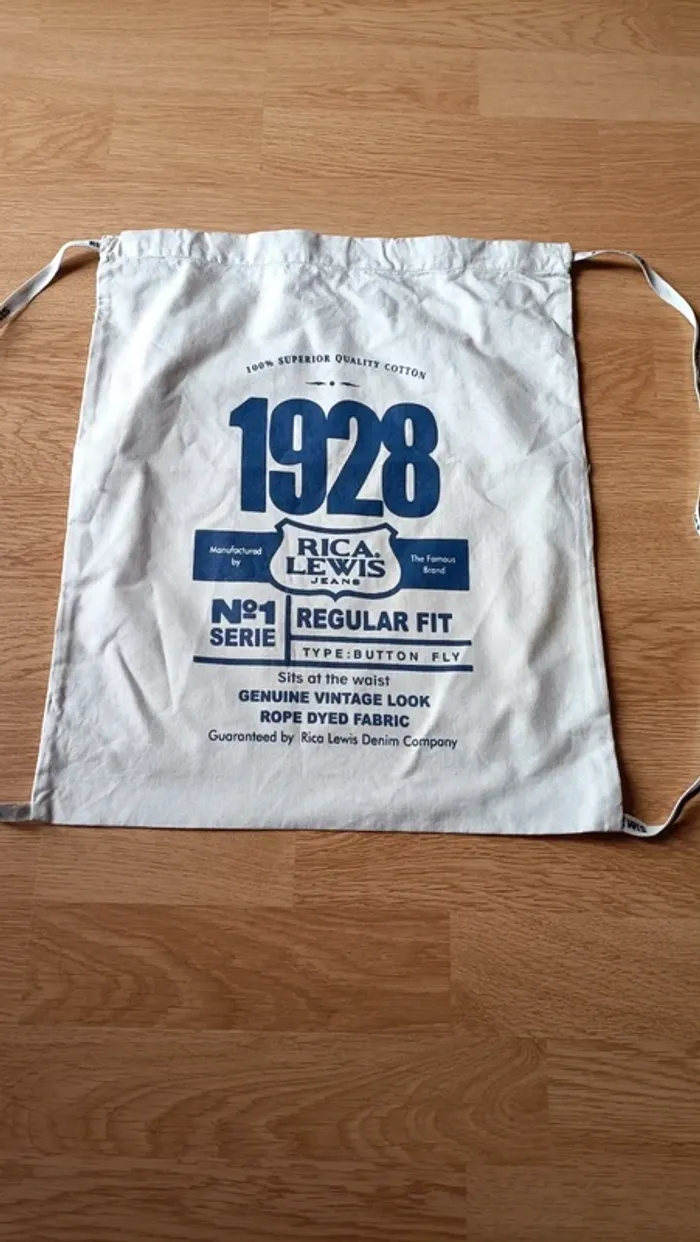 100% SUPERIOR QUALITY COTTON
1928
Manufactured
by
RICA
LEWIS
JEANS
The Famous
Brand
Nº1
SERIE
REGULAR FIT
TYPE:BUTTON FLY
Sits at the waist
GENUINE VINTAGE LOOK
ROPE DYED FABRIC
Guaranteed by Rica Lewis Denim Company